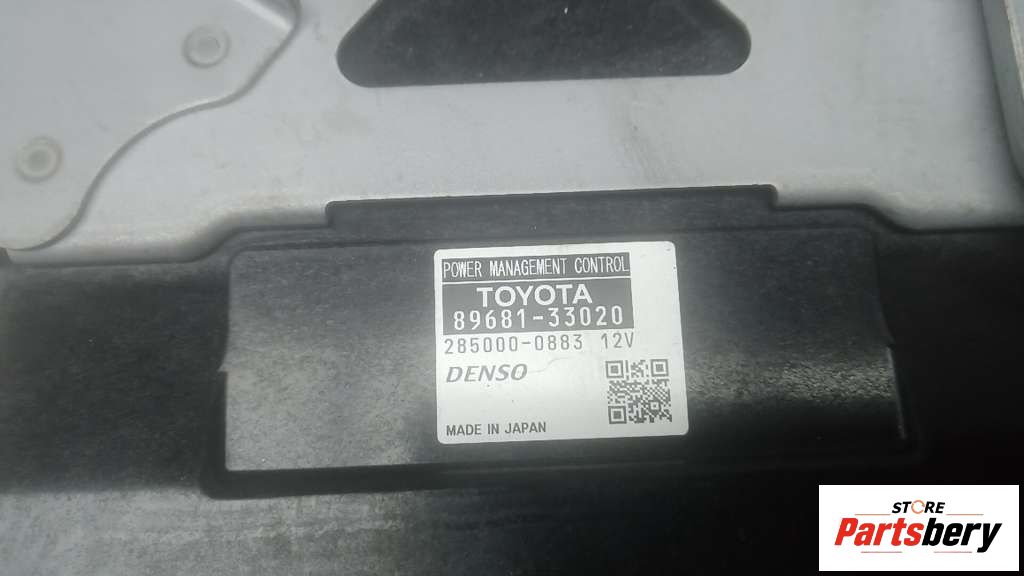 POWER MANAGEMENT CONTROL
TOYOTA
89681-33020
285000-0883 12V
DENSO
MADE IN JAPAN
STORE
Partsbery